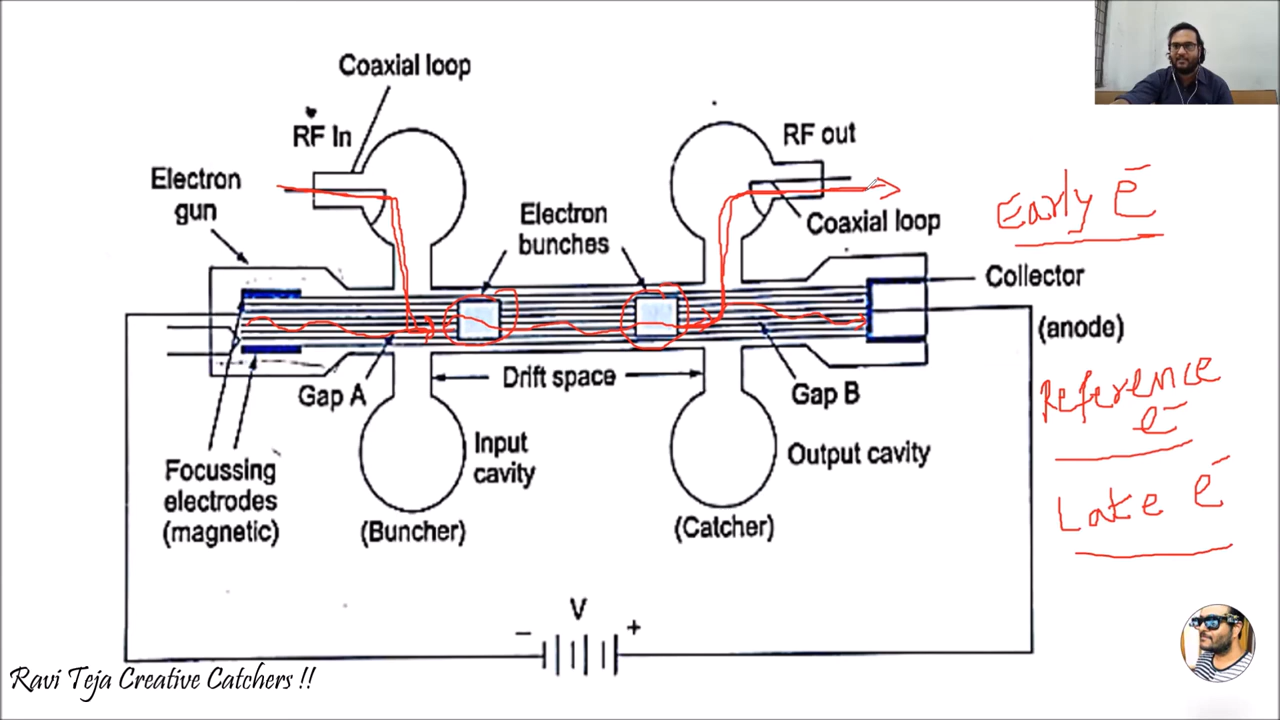 Coaxial loop
RF In
RF out
Electron
gun
Electron
bunches
Coaxial loop
Early e-
Collector
(anode)
Gap A
Drift space
Gap B
Reference
e-
Input
cavity
Output cavity
Focussing
electrodes
(magnetic)
(Buncher)
(Catcher)
Late e-
V
− +
Ravi Teja Creative Catchers !!